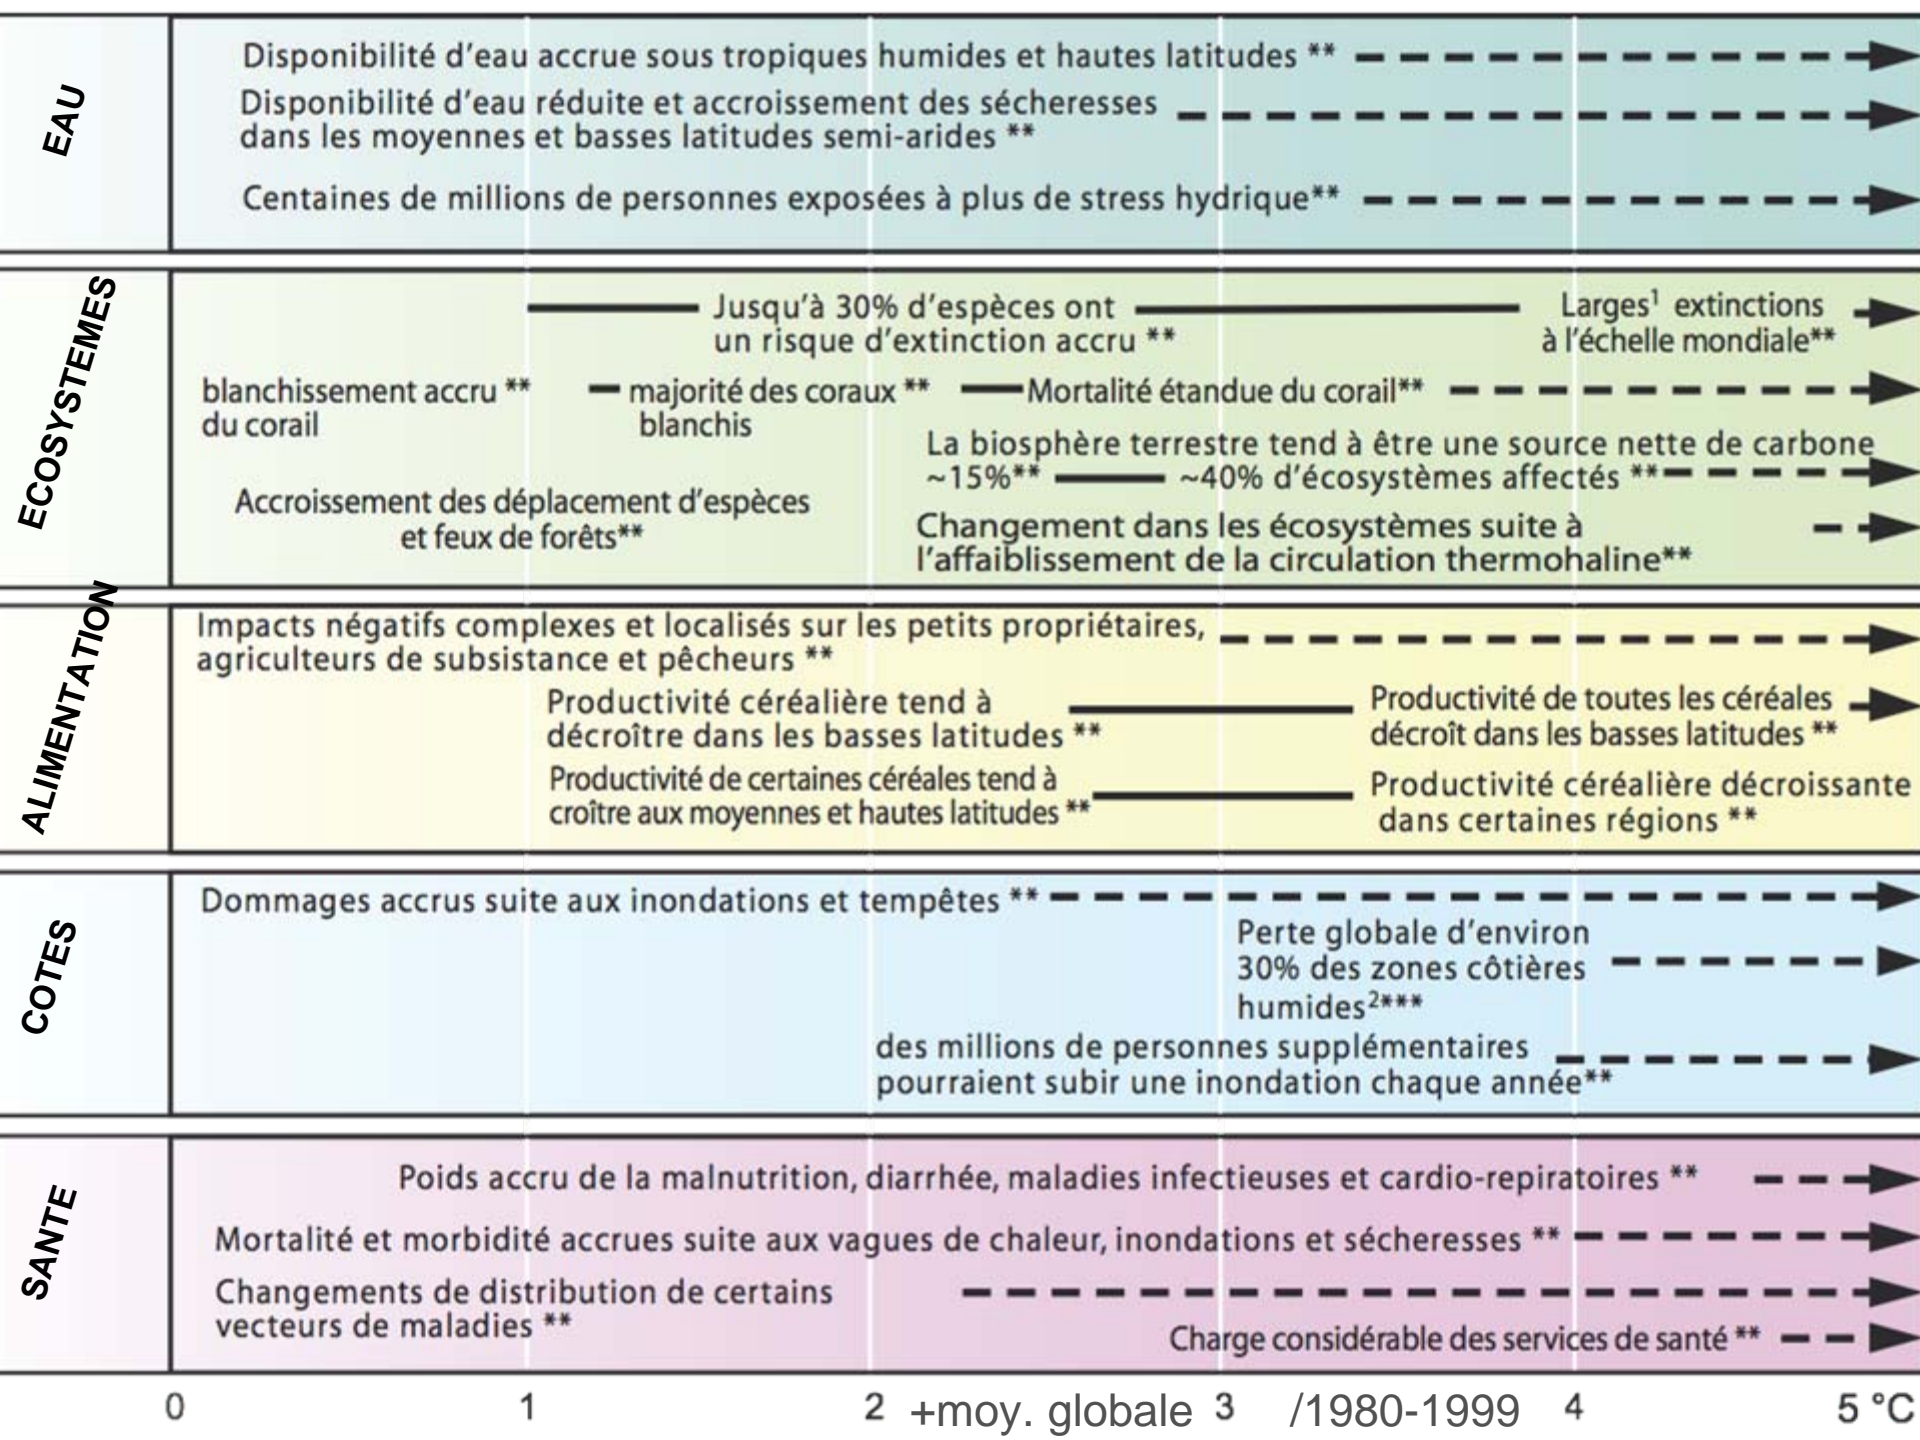 EAU
Disponibilité d'eau accrue sous tropiques humides et hautes latitudes **
Disponibilité d'eau réduite et accroissement des sécheresses
dans les moyennes et basses latitudes semi-arides **
Centaines de millions de personnes exposées à plus de stress hydrique**
ECOSYSTEMES
Jusqu'à 30% d'espèces ont
un risque d'extinction accru **
Larges¹ extinctions
à l'échelle mondiale**
blanchissement accru **
du corail
majorité des coraux **
blanchis
Mortalité étandue du corail**
La biosphère terrestre tend à être une source nette de carbone
~15%** ~40% d'écosystèmes affectés **
Accroissement des déplacement d'espèces
et feux de forêts**
Changement dans les écosystèmes suite à
l'affaiblissement de la circulation thermohaline**
ALIMENTATION
Impacts négatifs complexes et localisés sur les petits propriétaires,
agriculteurs de subsistance et pêcheurs **
Productivité céréalière tend à
décroître dans les basses latitudes **
Productivité de toutes les céréales
décroît dans les basses latitudes **
Productivité de certaines céréales tend à
croître aux moyennes et hautes latitudes **
Productivité céréalière décroissante
dans certaines régions **
COTES
Dommages accrus suite aux inondations et tempêtes **
Perte globale d'environ
30% des zones côtières
humides²***
des millions de personnes supplémentaires
pourraient subir une inondation chaque année**
SANTE
Poids accru de la malnutrition, diarrhée, maladies infectieuses et cardio-repiratoires **
Mortalité et morbidité accrues suite aux vagues de chaleur, inondations et sécheresses **
Changements de distribution de certains
vecteurs de maladies **
Charge considérable des services de santé **
0 1 2 +moy. globale 3 /1980-1999 4 5 °C